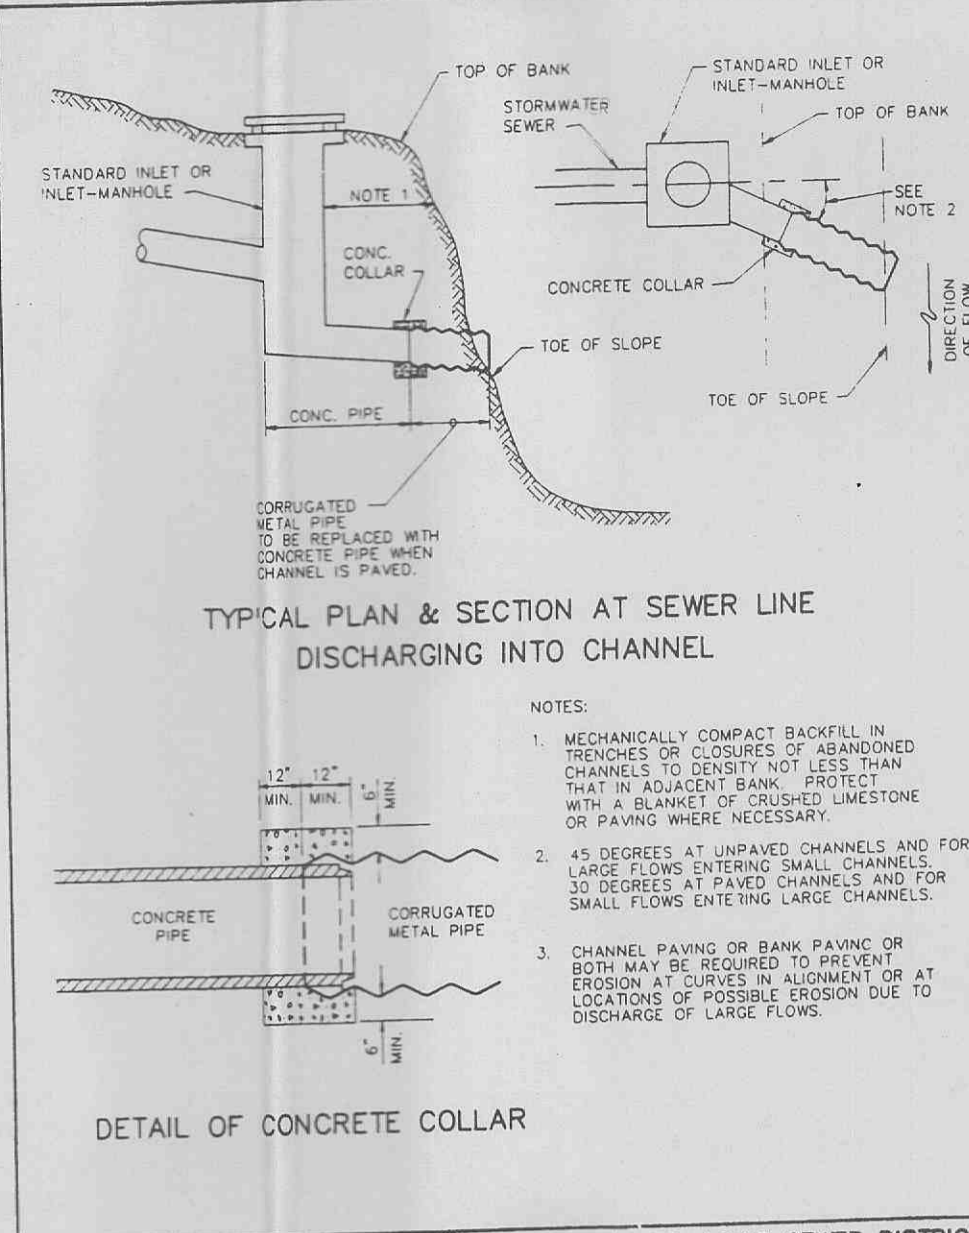 TOP OF BANK
STANDARD INLET OR
INLET-MANHOLE
STORMWATER
SEWER
TOP OF BANK
STANDARD INLET OR
INLET-MANHOLE
NOTE 1
SEE
NOTE 2
CONC.
COLLAR
CONCRETE COLLAR
DIRECTION
OF FLOW
TOE OF SLOPE
TOE OF SLOPE
CONC. PIPE
CORRUGATED
METAL PIPE
TO BE REPLACED WITH
CONCRETE PIPE WHEN
CHANNEL IS PAVED.
TYPICAL PLAN & SECTION AT SEWER LINE
DISCHARGING INTO CHANNEL
NOTES:
1. MECHANICALLY COMPACT BACKFILL IN
TRENCHES OR CLOSURES OF ABANDONED
CHANNELS TO DENSITY NOT LESS THAN
THAT IN ADJACENT BANK. PROTECT
WITH A BLANKET OF CRUSHED LIMESTONE
OR PAVING WHERE NECESSARY.
2. 45 DEGREES AT UNPAVED CHANNELS AND FOR
LARGE FLOWS ENTERING SMALL CHANNELS.
30 DEGREES AT PAVED CHANNELS AND FOR
SMALL FLOWS ENTERING LARGE CHANNELS.
3. CHANNEL PAVING OR BANK PAVING OR
BOTH MAY BE REQUIRED TO PREVENT
EROSION AT CURVES IN ALIGNMENT OR AT
LOCATIONS OF POSSIBLE EROSION DUE TO
DISCHARGE OF LARGE FLOWS.
12" 12"
MIN. MIN.
6"
MIN.
CONCRETE
PIPE
CORRUGATED
METAL PIPE
6"
MIN.
DETAIL OF CONCRETE COLLAR